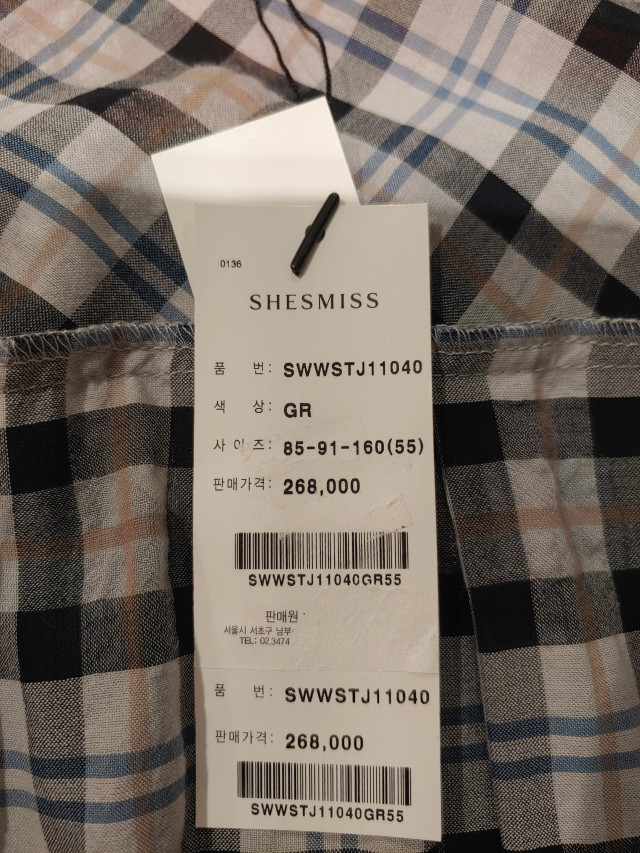 0136
SHESMISS
품 번: SWWSTJ11040
색 상: GR
사이즈: 85-91-160(55)
판매가격: 268,000
SWWSTJ11040GR55
판매원
서울시 서초구 남부
TEL: 02.3474
품 번: SWWSTJ11040
판매가격: 268,000
SWWSTJ11040GR55